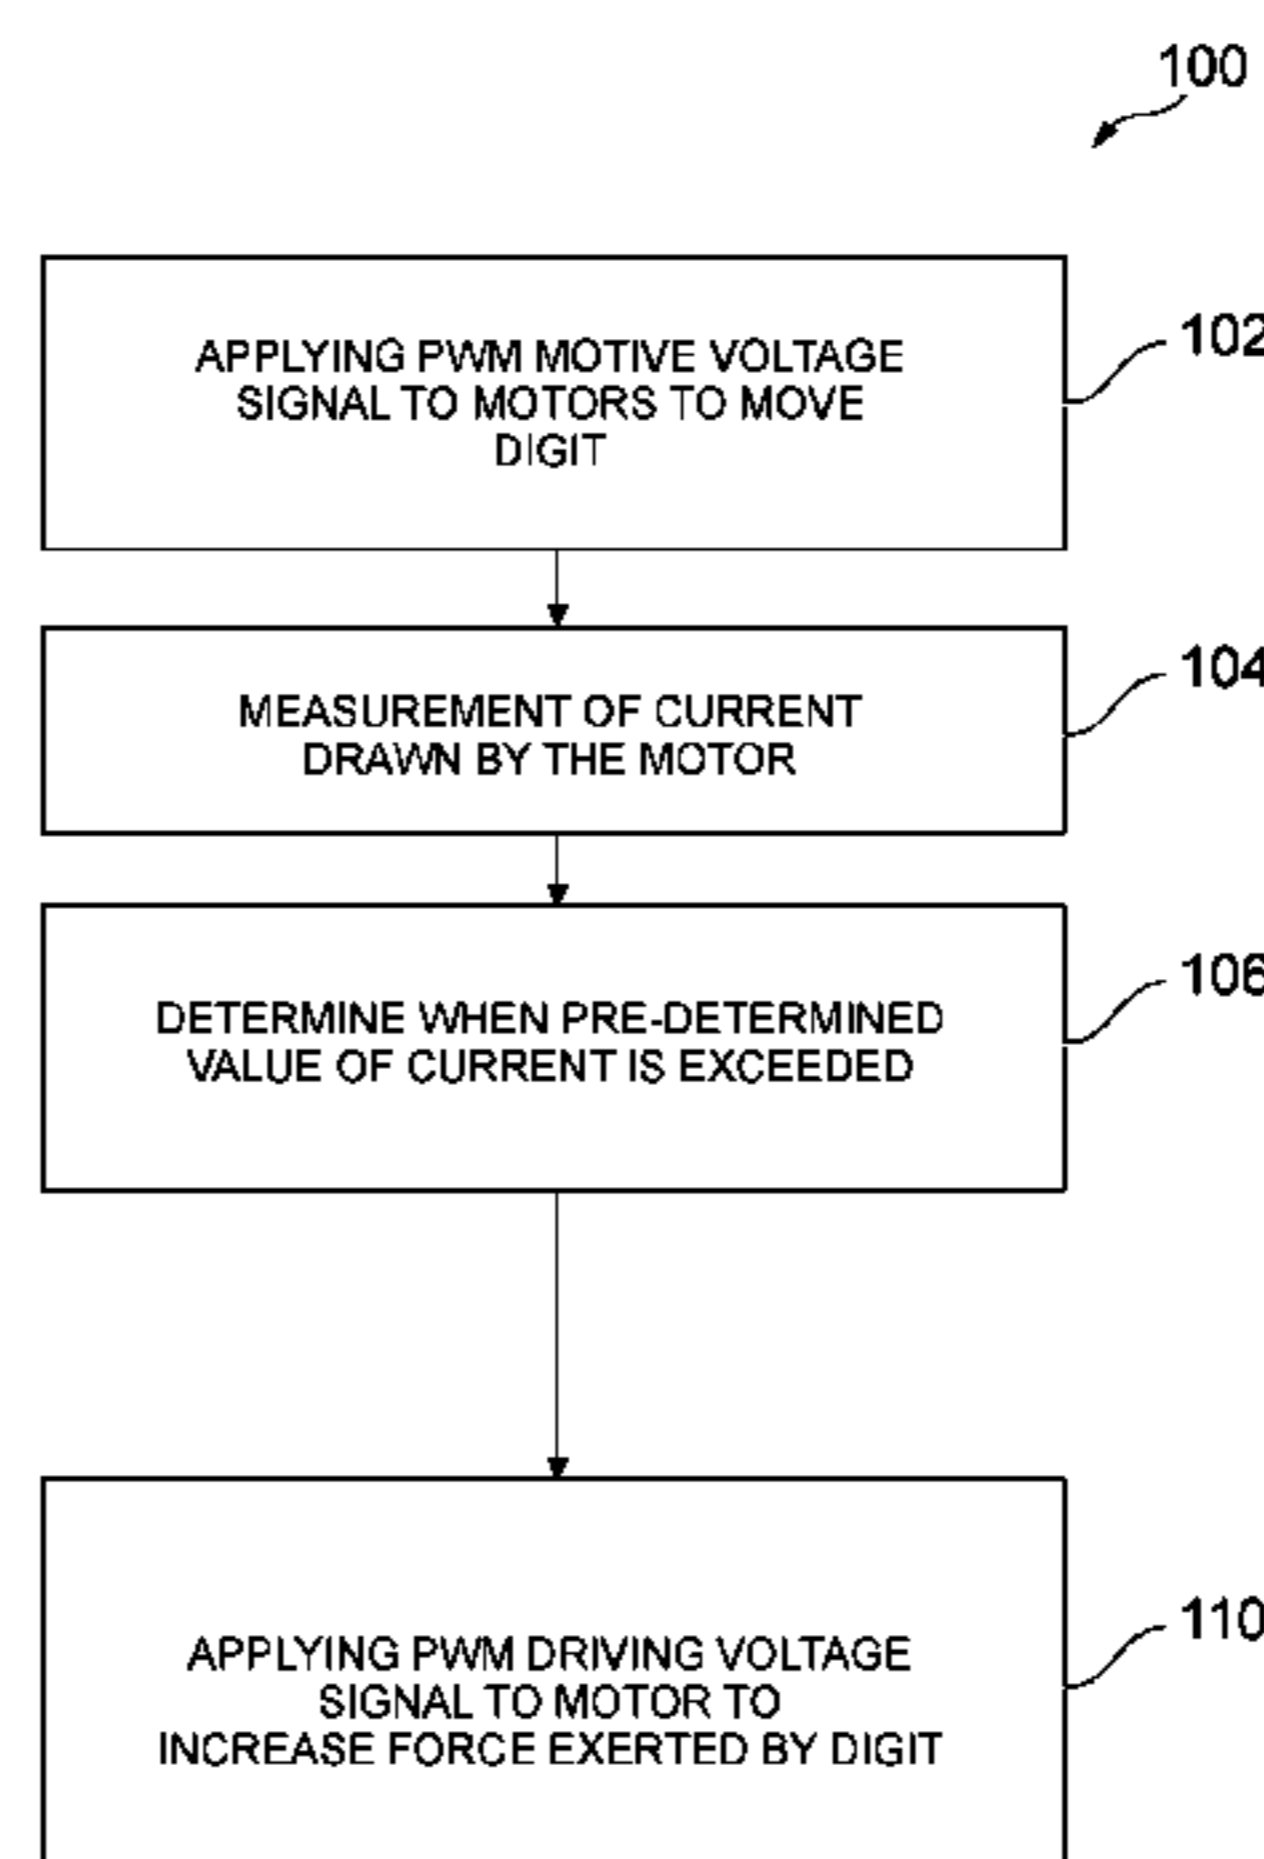 100
APPLYING PWM MOTIVE VOLTAGE
SIGNAL TO MOTORS TO MOVE
DIGIT
102
MEASUREMENT OF CURRENT
DRAWN BY THE MOTOR
104
DETERMINE WHEN PRE-DETERMINED
VALUE OF CURRENT IS EXCEEDED
106
APPLYING PWM DRIVING VOLTAGE
SIGNAL TO MOTOR TO
INCREASE FORCE EXERTED BY DIGIT
110